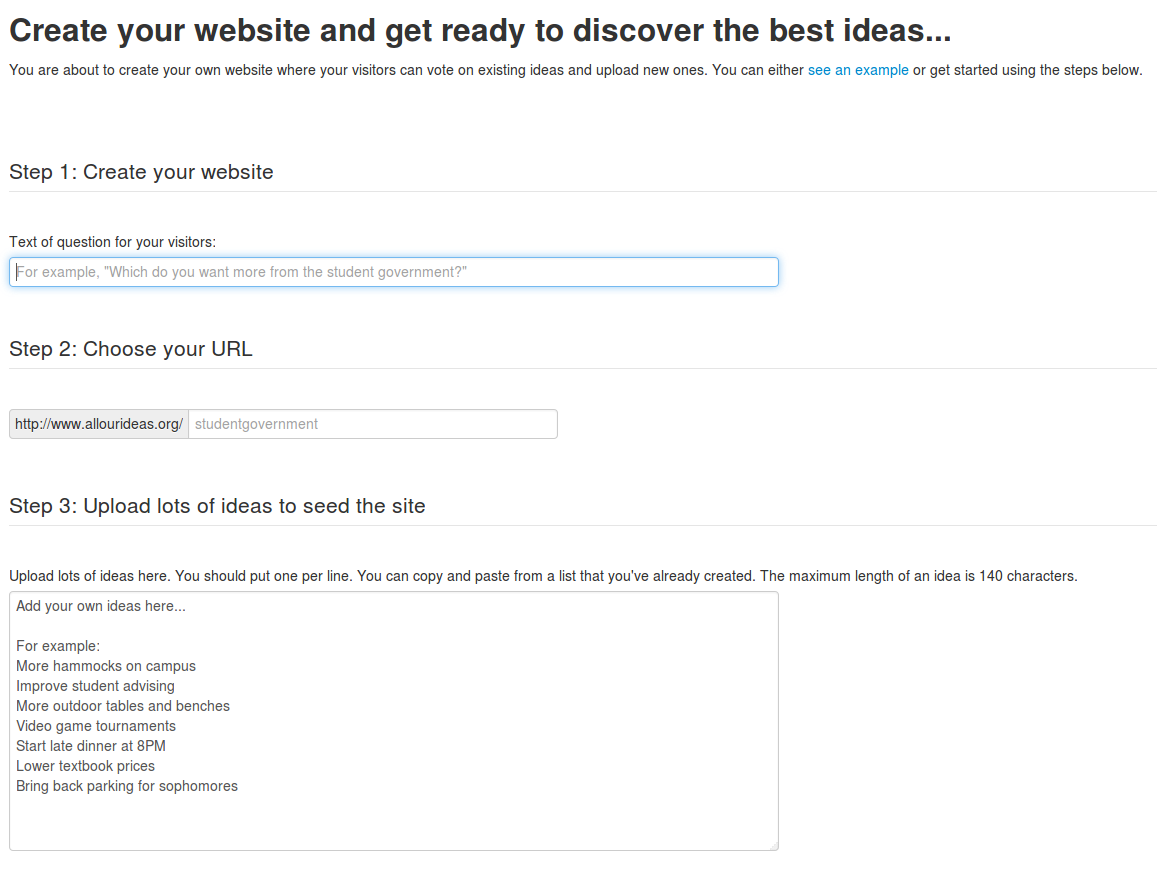 Create your website and get ready to discover the best ideas...
You are about to create your own website where your visitors can vote on existing ideas and upload new ones. You can either see an example or get started using the steps below.
Step 1: Create your website
Text of question for your visitors:
For example, "Which do you want more from the student government?"
Step 2: Choose your URL
http://www.allourideas.org/ studentgovernment
Step 3: Upload lots of ideas to seed the site
Upload lots of ideas here. You should put one per line. You can copy and paste from a list that you've already created. The maximum length of an idea is 140 characters.
Add your own ideas here...
For example:
More hammocks on campus
Improve student advising
More outdoor tables and benches
Video game tournaments
Start late dinner at 8PM
Lower textbook prices
Bring back parking for sophomores